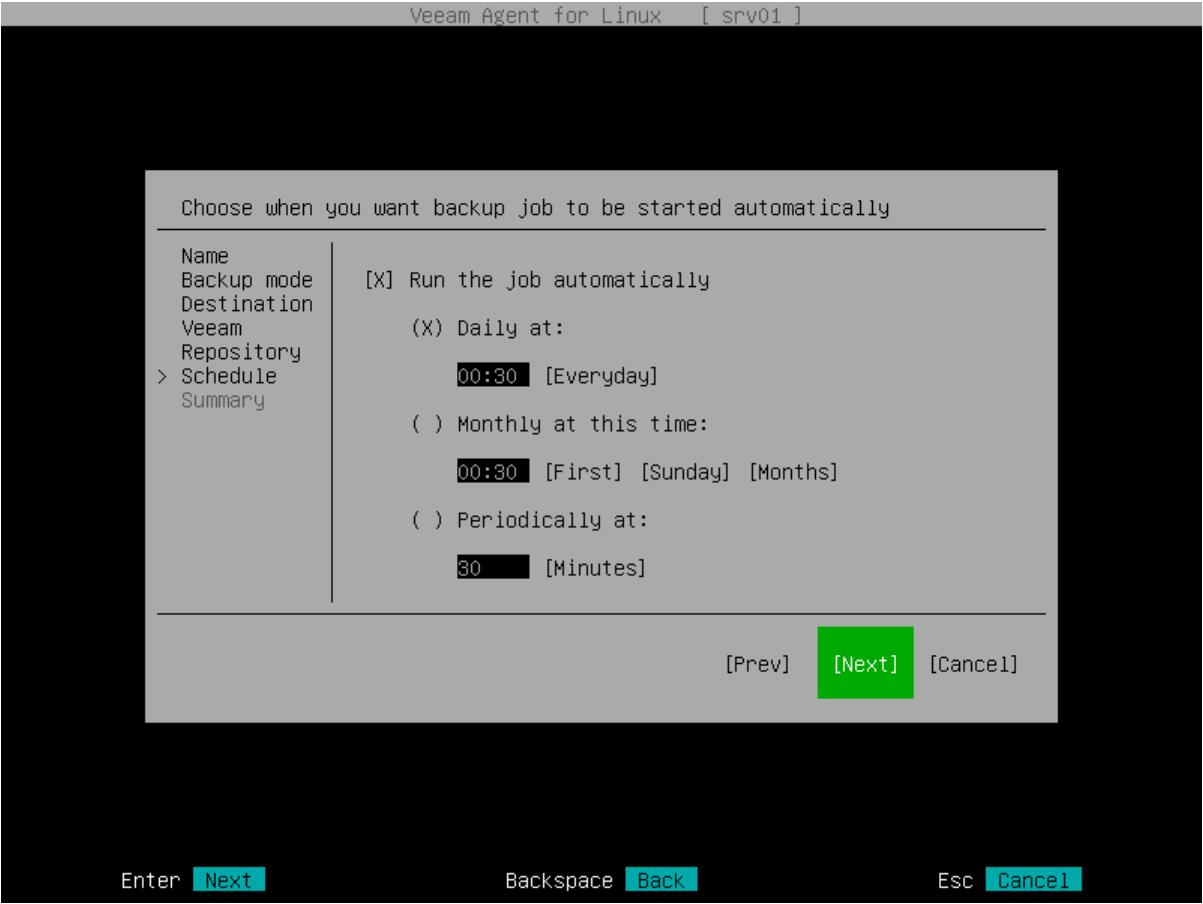 Veeam Agent for Linux [ srv01 ]
Choose when you want backup job to be started automatically
Name
Backup mode
Destination
Veeam
Repository
> Schedule
Summary
[X] Run the job automatically
(X) Daily at:
00:30 [Everyday]
( ) Monthly at this time:
00:30 [First] [Sunday] [Months]
( ) Periodically at:
30 [Minutes]
[Prev] [Next] [Cancel]
Enter Next Backspace Back Esc Cancel